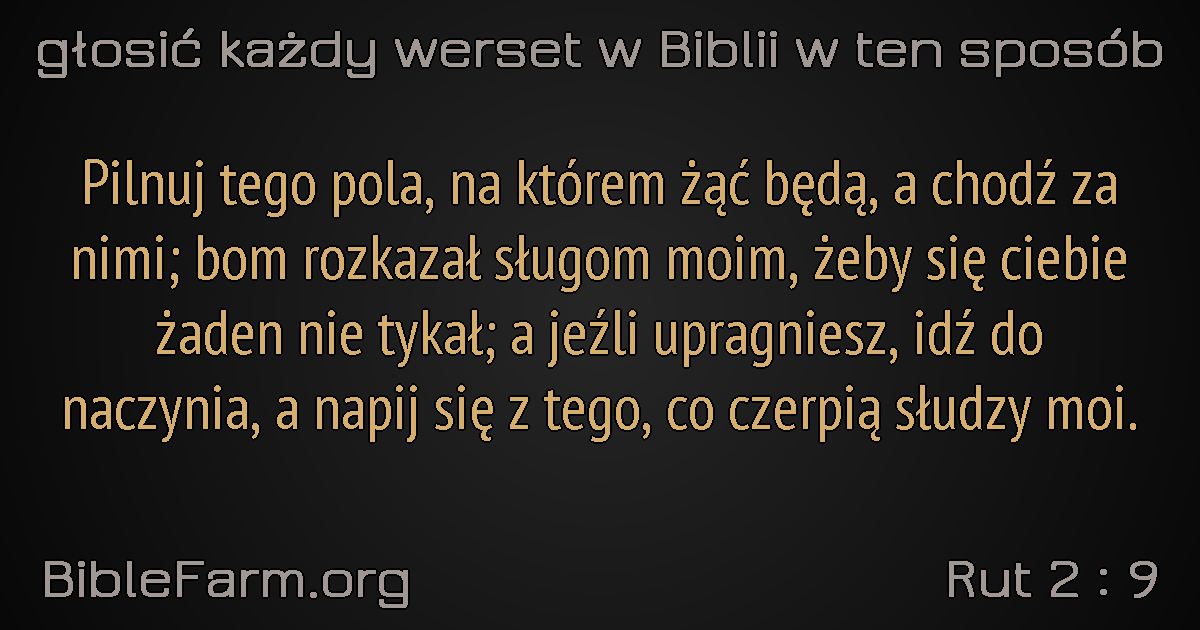 głosić każdy werset w Biblii w ten sposób
Pilnuj tego pola, na którem żąć będą, a chodź za
nimi; bom rozkazał sługom moim, żeby się ciebie
żaden nie tykał; a jeźli upragniesz, idź do
naczynia, a napij się z tego, co czerpią słudzy moi.
BibleFarm.org
Rut 2 : 9